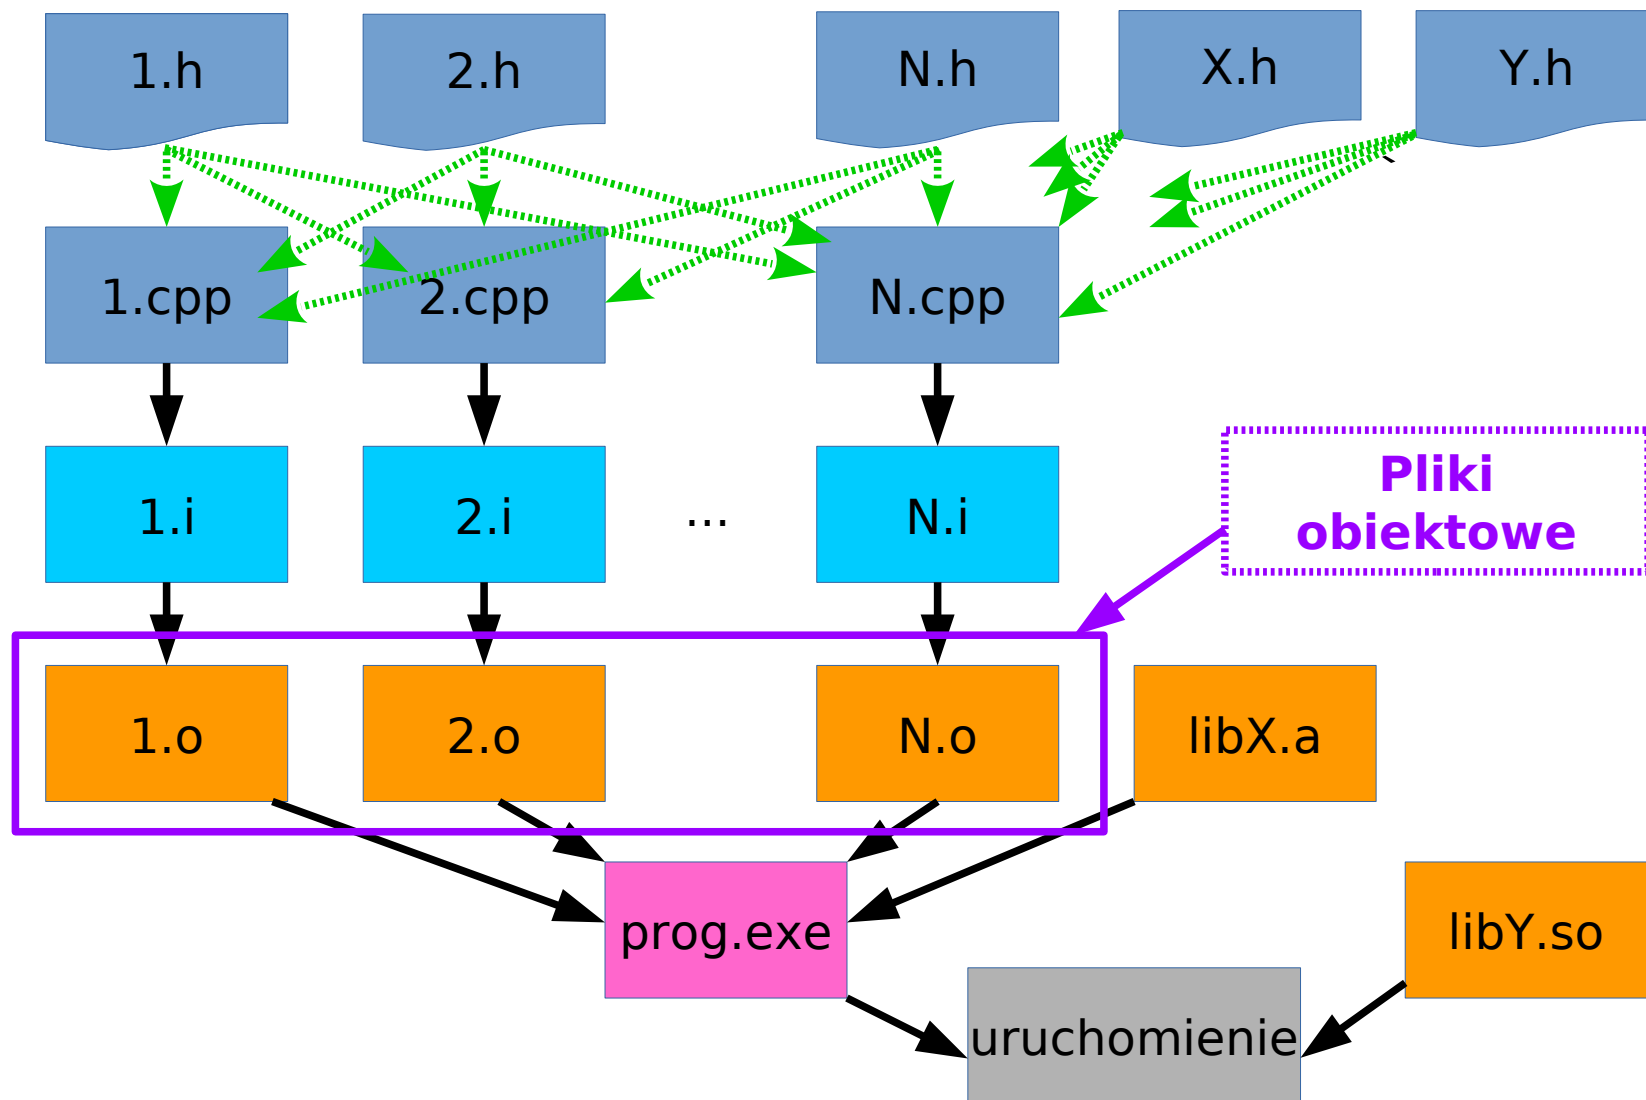 1.h
2.h
N.h
X.h
Y.h
1.cpp
2.cpp
N.cpp
1.i
2.i
...
N.i
Pliki
obiektowe
1.o
2.o
N.o
libX.a
prog.exe
libY.so
uruchomienie